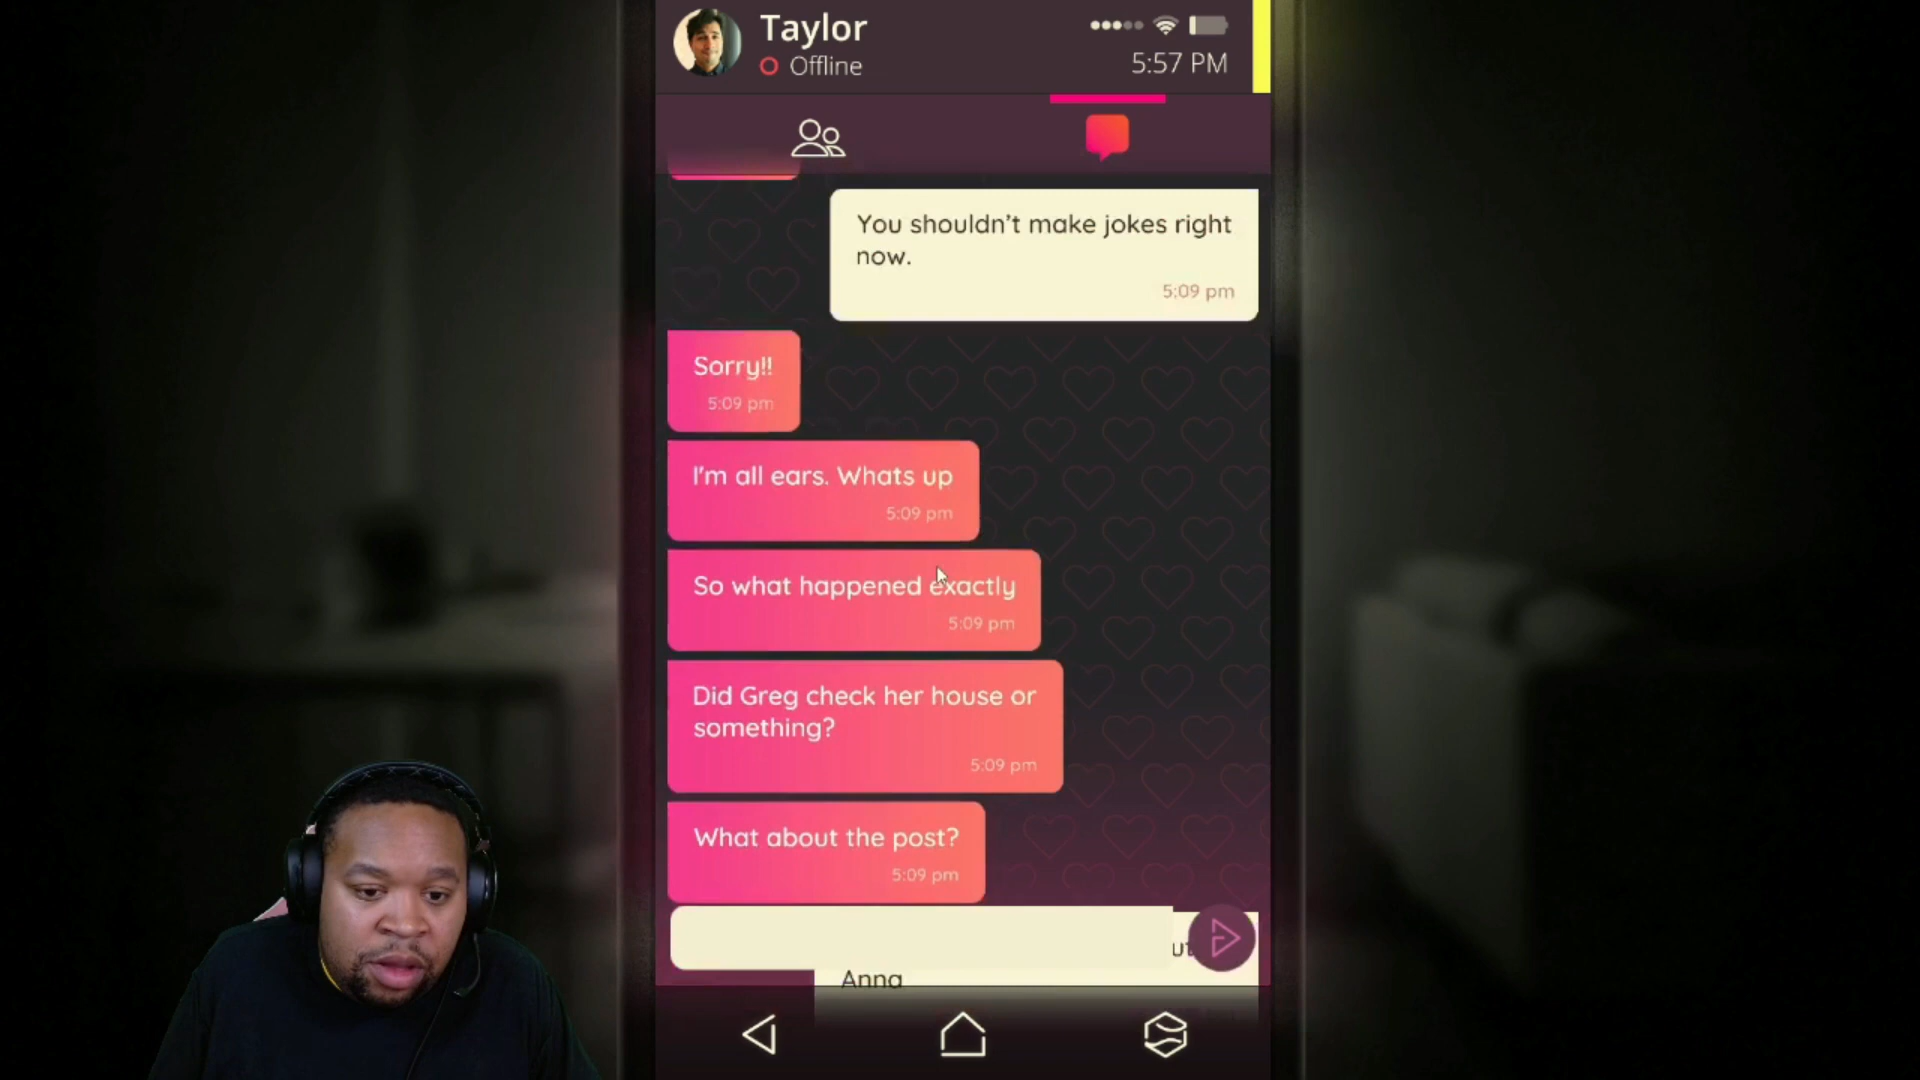 Taylor
Offline
5:57 PM
You shouldn't make jokes right
now.
5:09 pm
Sorry!!
5:09 pm
I'm all ears. Whats up
5:09 pm
So what happened exactly
5:09 pm
Did Greg check her house or
something?
5:09 pm
What about the post?
5:09 pm
Anna